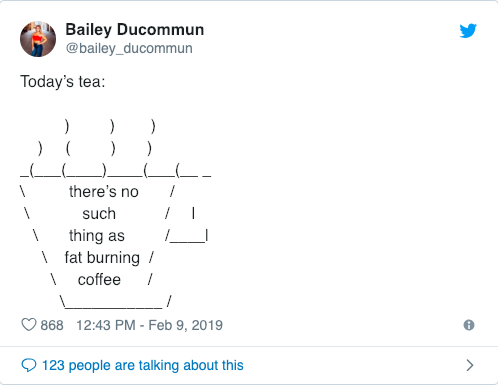 Bailey Ducommun
@bailey_ducommun
Today’s tea:
)        )        )
)    (        )      )
_(___(____)____(___(__ _
\          there’s no       /
\            such           /     |
\       thing as         /____|
\    fat burning  /
\     coffee      /
\___________ /
868   12:43 PM - Feb 9, 2019
123 people are talking about this